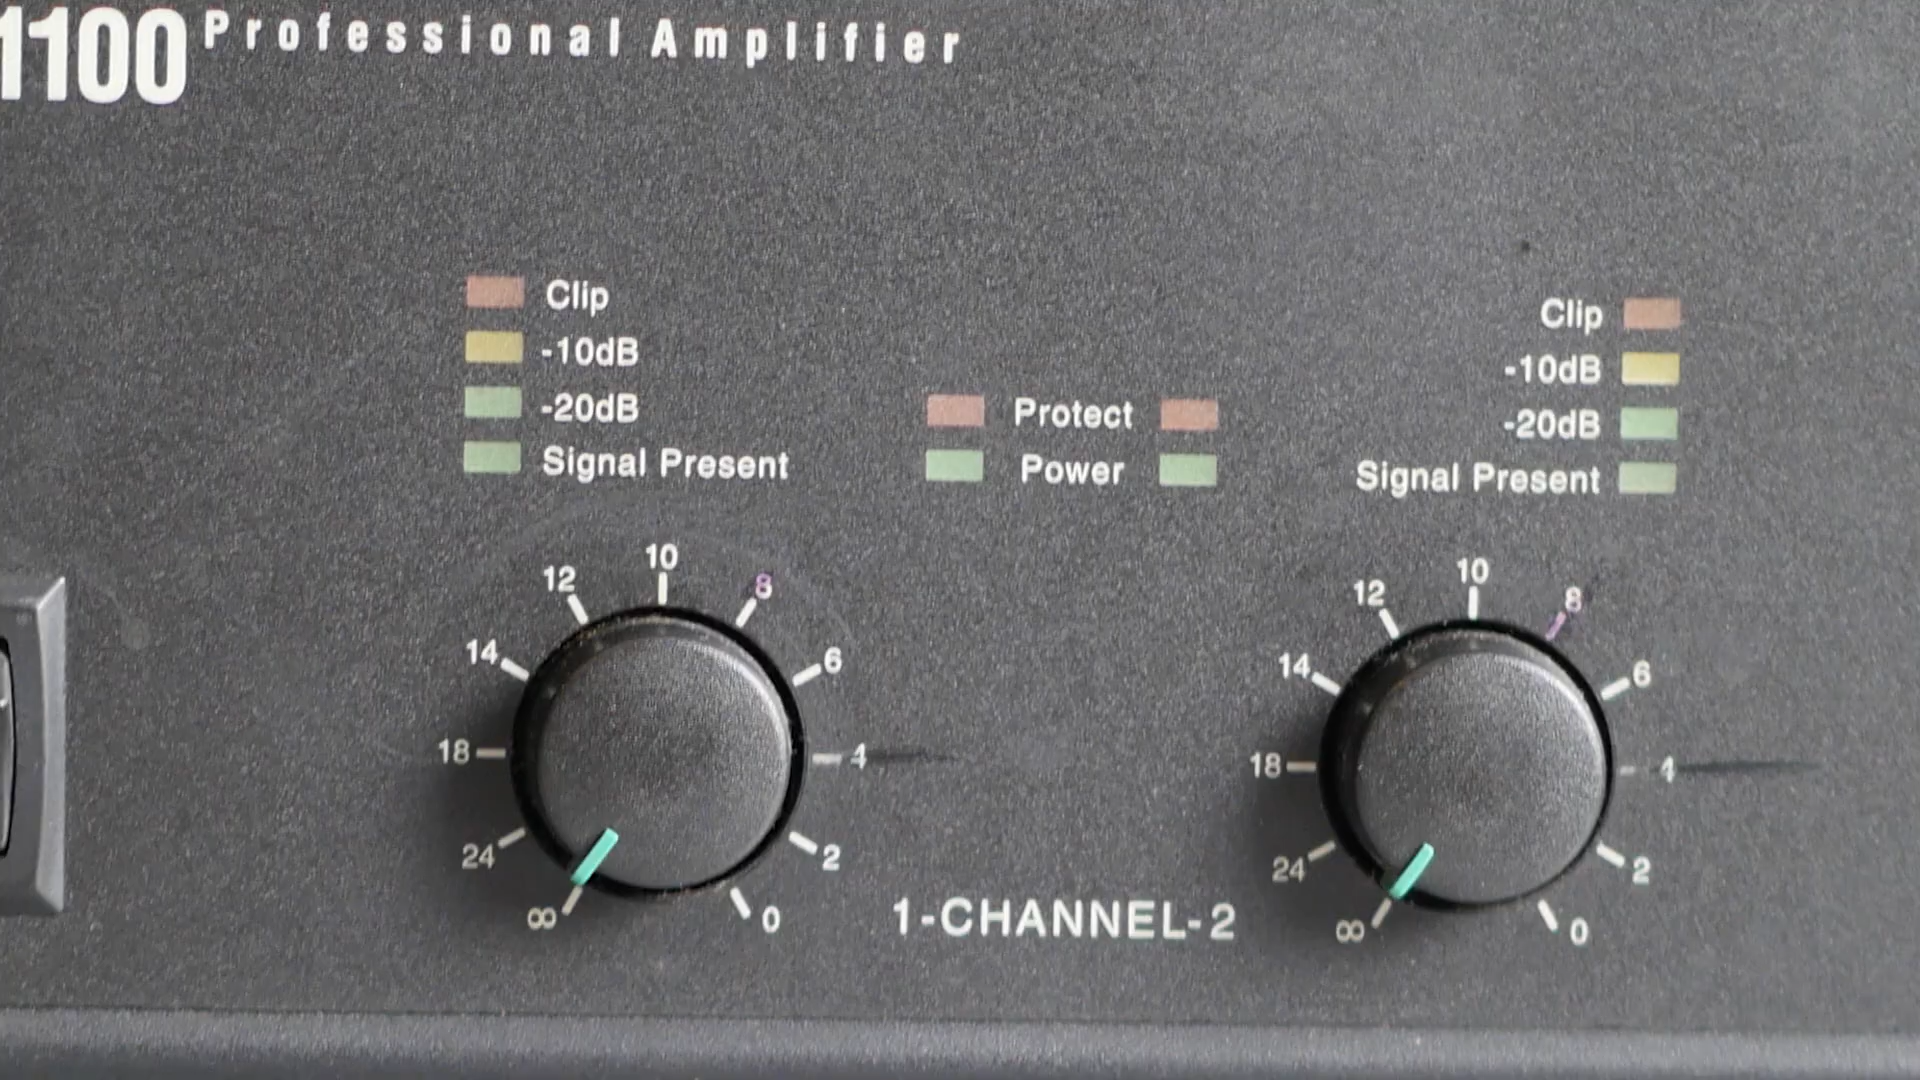 1100 Professional Amplifier
Clip
-10dB
-20dB
Signal Present
Protect
Power
Clip
-10dB
-20dB
Signal Present
10
12
8
14
6
18
4
24
2
∞
0
10
12
8
14
6
18
4
24
2
∞
0
1-CHANNEL-2